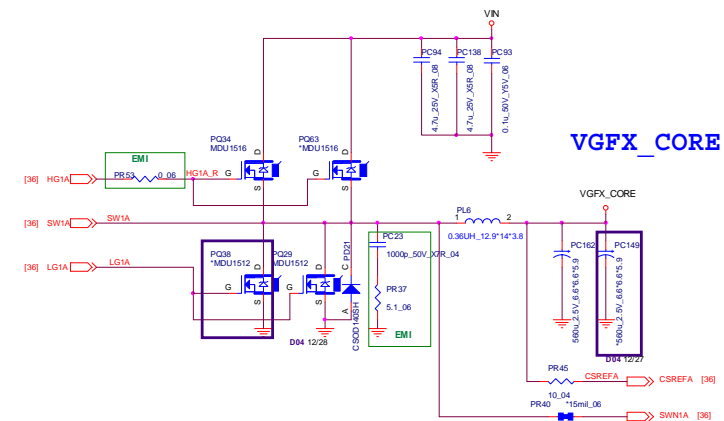 VIN
PC94
4.7u_25V_X5R_08
PC138
4.7u_25V_X5R_08
PC93
0.1u_50V_Y5V_06
VGFX_CORE
PQ34
MDU1516
PQ63
*MDU1516
D
D
EMI
[36] HG1A
PR53
0_06
HG1A_R
G
G
S
S
VGFX_CORE
[36] SW1A
SW1A
PL6
1
2
0.36UH_12.9*14*3.8
[36] LG1A
LG1A
PQ38
*MDU1512
PQ29
MDU1512
D
D
G
G
S
S
C
PD21
A
CSOD140SH
PC23
1000p_50V_X7R_04
PR37
5.1_06
EMI
PC162
560u_2.5V_6.6*6.6*5.9
PC149
*560u_2.5V_6.6*6.6*5.9
D04 12/28
D04 12/27
PR45
10_04
CSREFA
CSREFA [36]
PR40
*15mil_06
SWN1A [36]